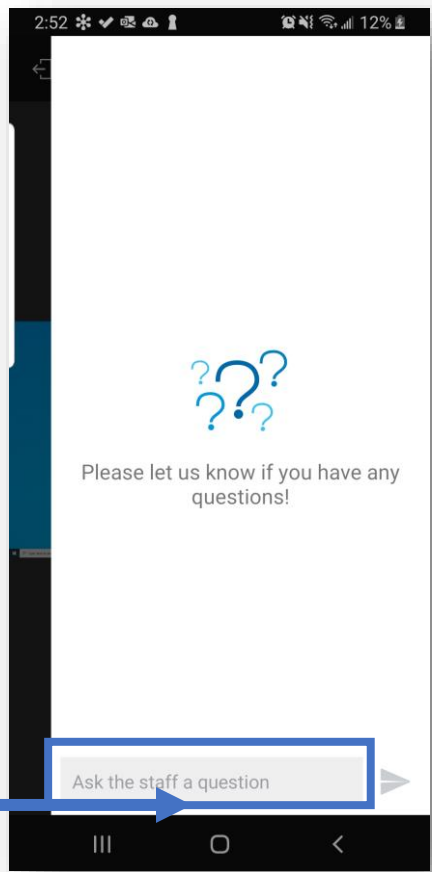 2:52 12%
???
??
Please let us know if you have any
questions!
Ask the staff a question